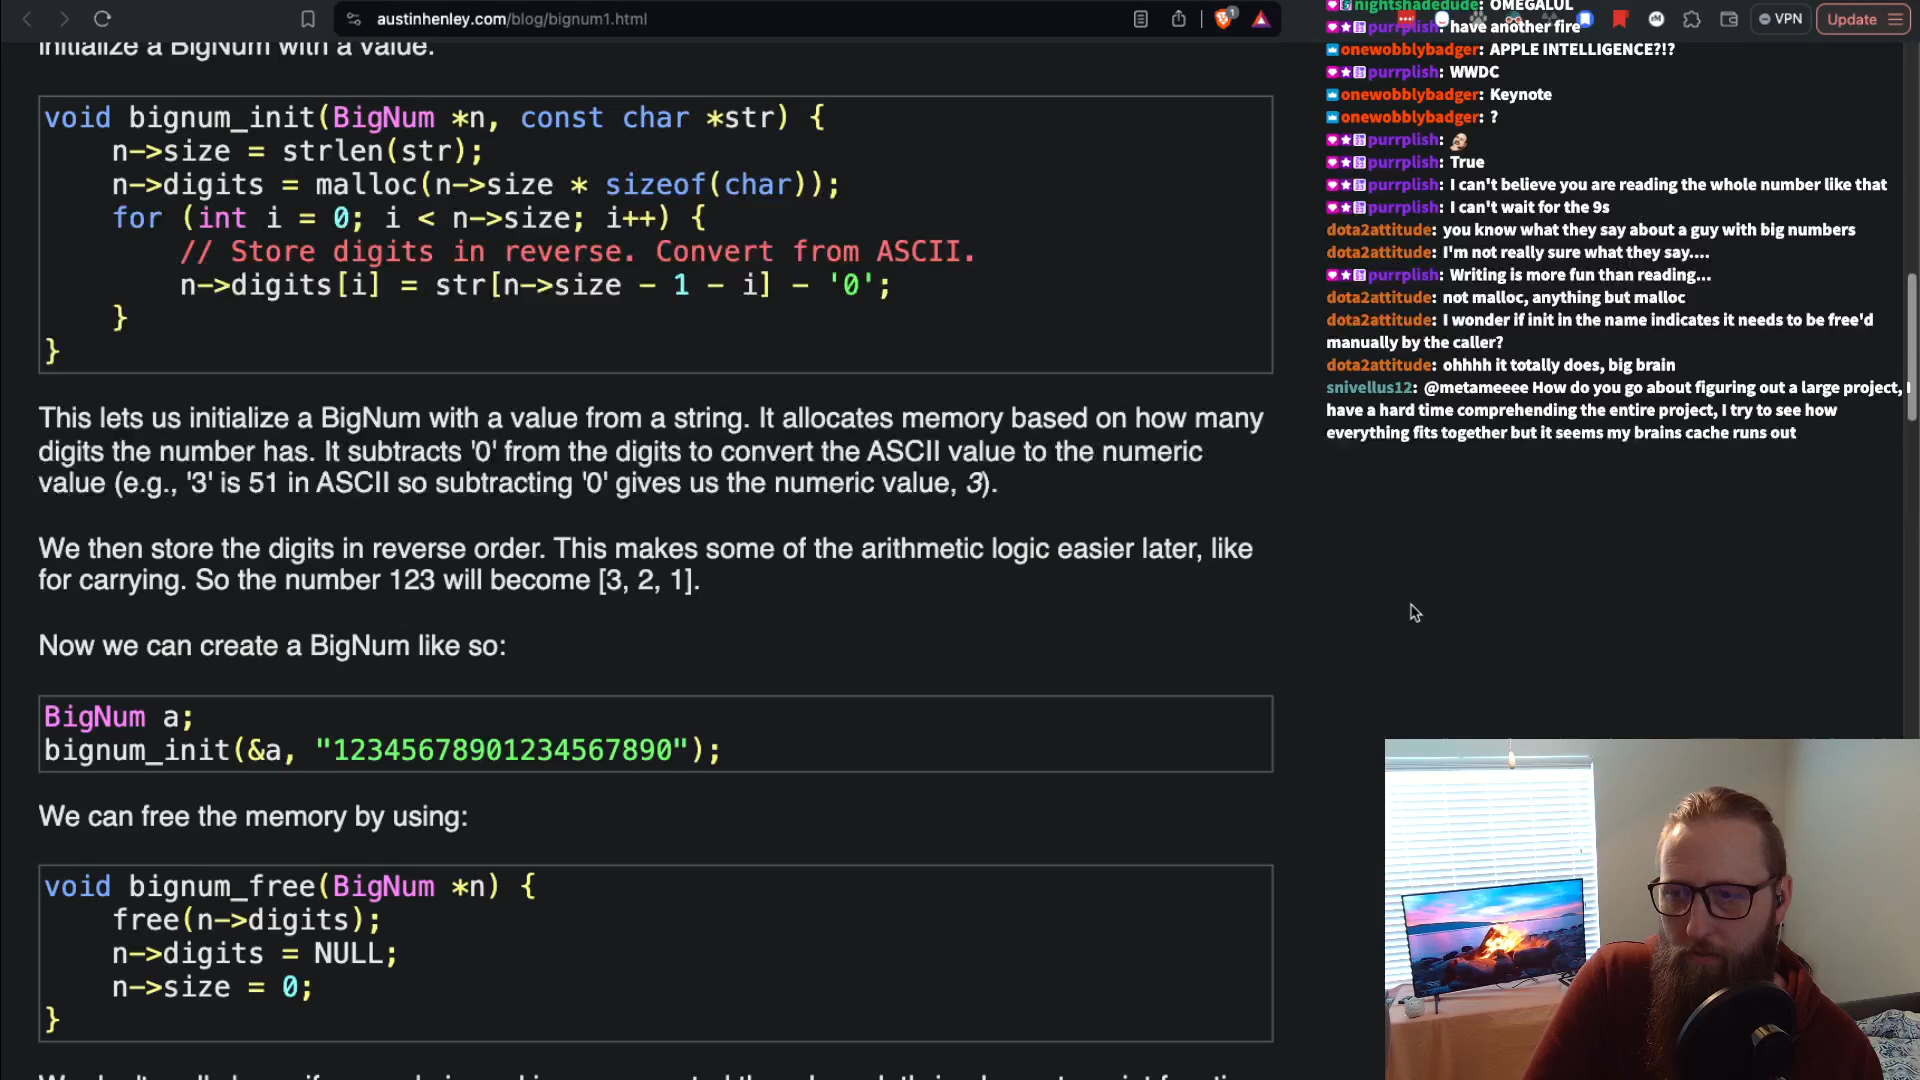 austinhenley.com/blog/bignum1.html
1
VPN
Update
initialize a BigNum with a value.
void bignum_init(BigNum *n, const char *str) {
n->size = strlen(str);
n->digits = malloc(n->size * sizeof(char));
for (int i = 0; i < n->size; i++) {
// Store digits in reverse. Convert from ASCII.
n->digits[i] = str[n->size - 1 - i] - '0';
}
}
This lets us initialize a BigNum with a value from a string. It allocates memory based on how many
digits the number has. It subtracts '0' from the digits to convert the ASCII value to the numeric
value (e.g., '3' is 51 in ASCII so subtracting '0' gives us the numeric value, 3).
We then store the digits in reverse order. This makes some of the arithmetic logic easier later, like
for carrying. So the number 123 will become [3, 2, 1].
Now we can create a BigNum like so:
BigNum a;
bignum_init(&a, "12345678901234567890");
We can free the memory by using:
void bignum_free(BigNum *n) {
free(n->digits);
n->digits = NULL;
n->size = 0;
}
nightshadedude: OMEGALUL
purrplish: have another fire
onewobblybadger: APPLE INTELLIGENCE?!?
purrplish: WWDC
onewobblybadger: Keynote
onewobblybadger: ?
purrplish:
purrplish: True
purrplish: I can't believe you are reading the whole number like that
purrplish: I can't wait for the 9s
dota2attitude: you know what they say about a guy with big numbers
dota2attitude: I'm not really sure what they say....
purrplish: Writing is more fun than reading...
dota2attitude: not malloc, anything but malloc
dota2attitude: I wonder if init in the name indicates it needs to be free'd
manually by the caller?
dota2attitude: ohhhh it totally does, big brain
snivellus12: @metameeee How do you go about figuring out a large project, I
have a hard time comprehending the entire project, I try to see how
everything fits together but it seems my brains cache runs out